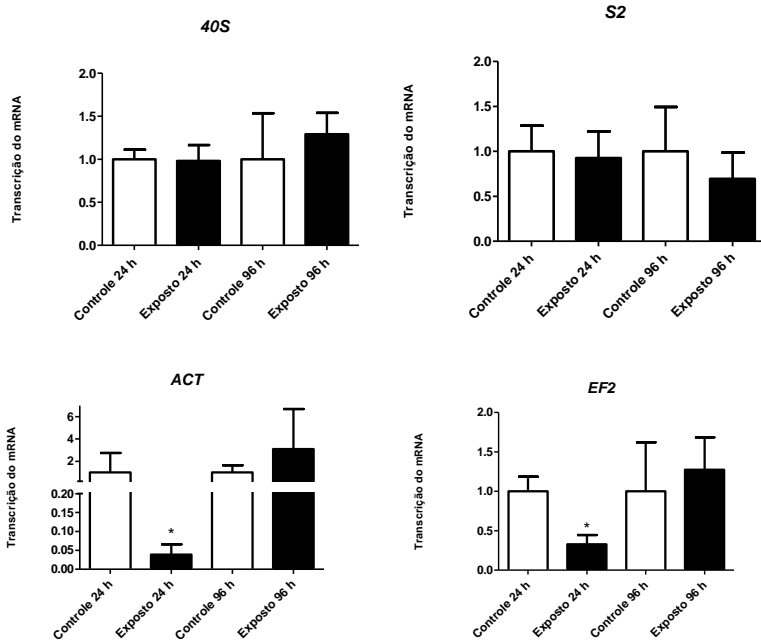 40S
Transcrição do mRNA
2.0
1.5
1.0
0.5
0.0
Controle 24 h
Exposto 24 h
Controle 96 h
Exposto 96 h
S2
Transcrição do mRNA
2.0
1.5
1.0
0.5
0.0
Controle 24 h
Exposto 24 h
Controle 96 h
Exposto 96 h
ACT
Transcrição do mRNA
6
4
2
0.20
0.15
0.10
0.05
0.00
*
Controle 24 h
Exposto 24 h
Controle 96 h
Exposto 96 h
EF2
Transcrição do mRNA
2.0
1.5
1.0
0.5
0.0
*
Controle 24 h
Exposto 24 h
Controle 96 h
Exposto 96 h